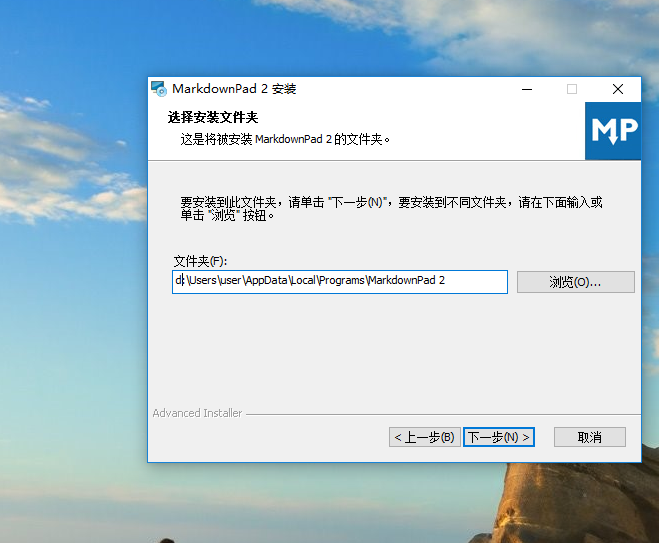 MarkdownPad 2 安装
选择安装文件夹
这是将被安装 MarkdownPad 2 的文件夹。
MP
要安装到此文件夹，请单击 "下一步(N)"，要安装到不同文件夹，请在下面输入或
单击 "浏览" 按钮。
文件夹(F):
d:\Users\user\AppData\Local\Programs\MarkdownPad 2
浏览(O)...
Advanced Installer
< 上一步(B)
下一步(N) >
取消